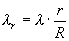 λr = λ · r/R